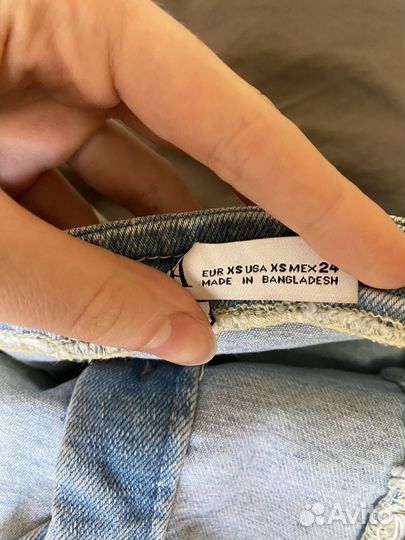 EUR XS USA XS MEX 24
MADE IN BANGLADESH
Avito